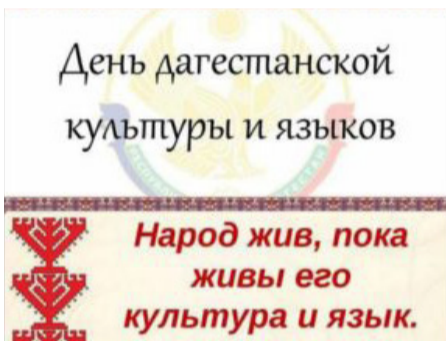 День дагестанской
культуры и языков
Народ жив, пока
живы его
культура и язык.